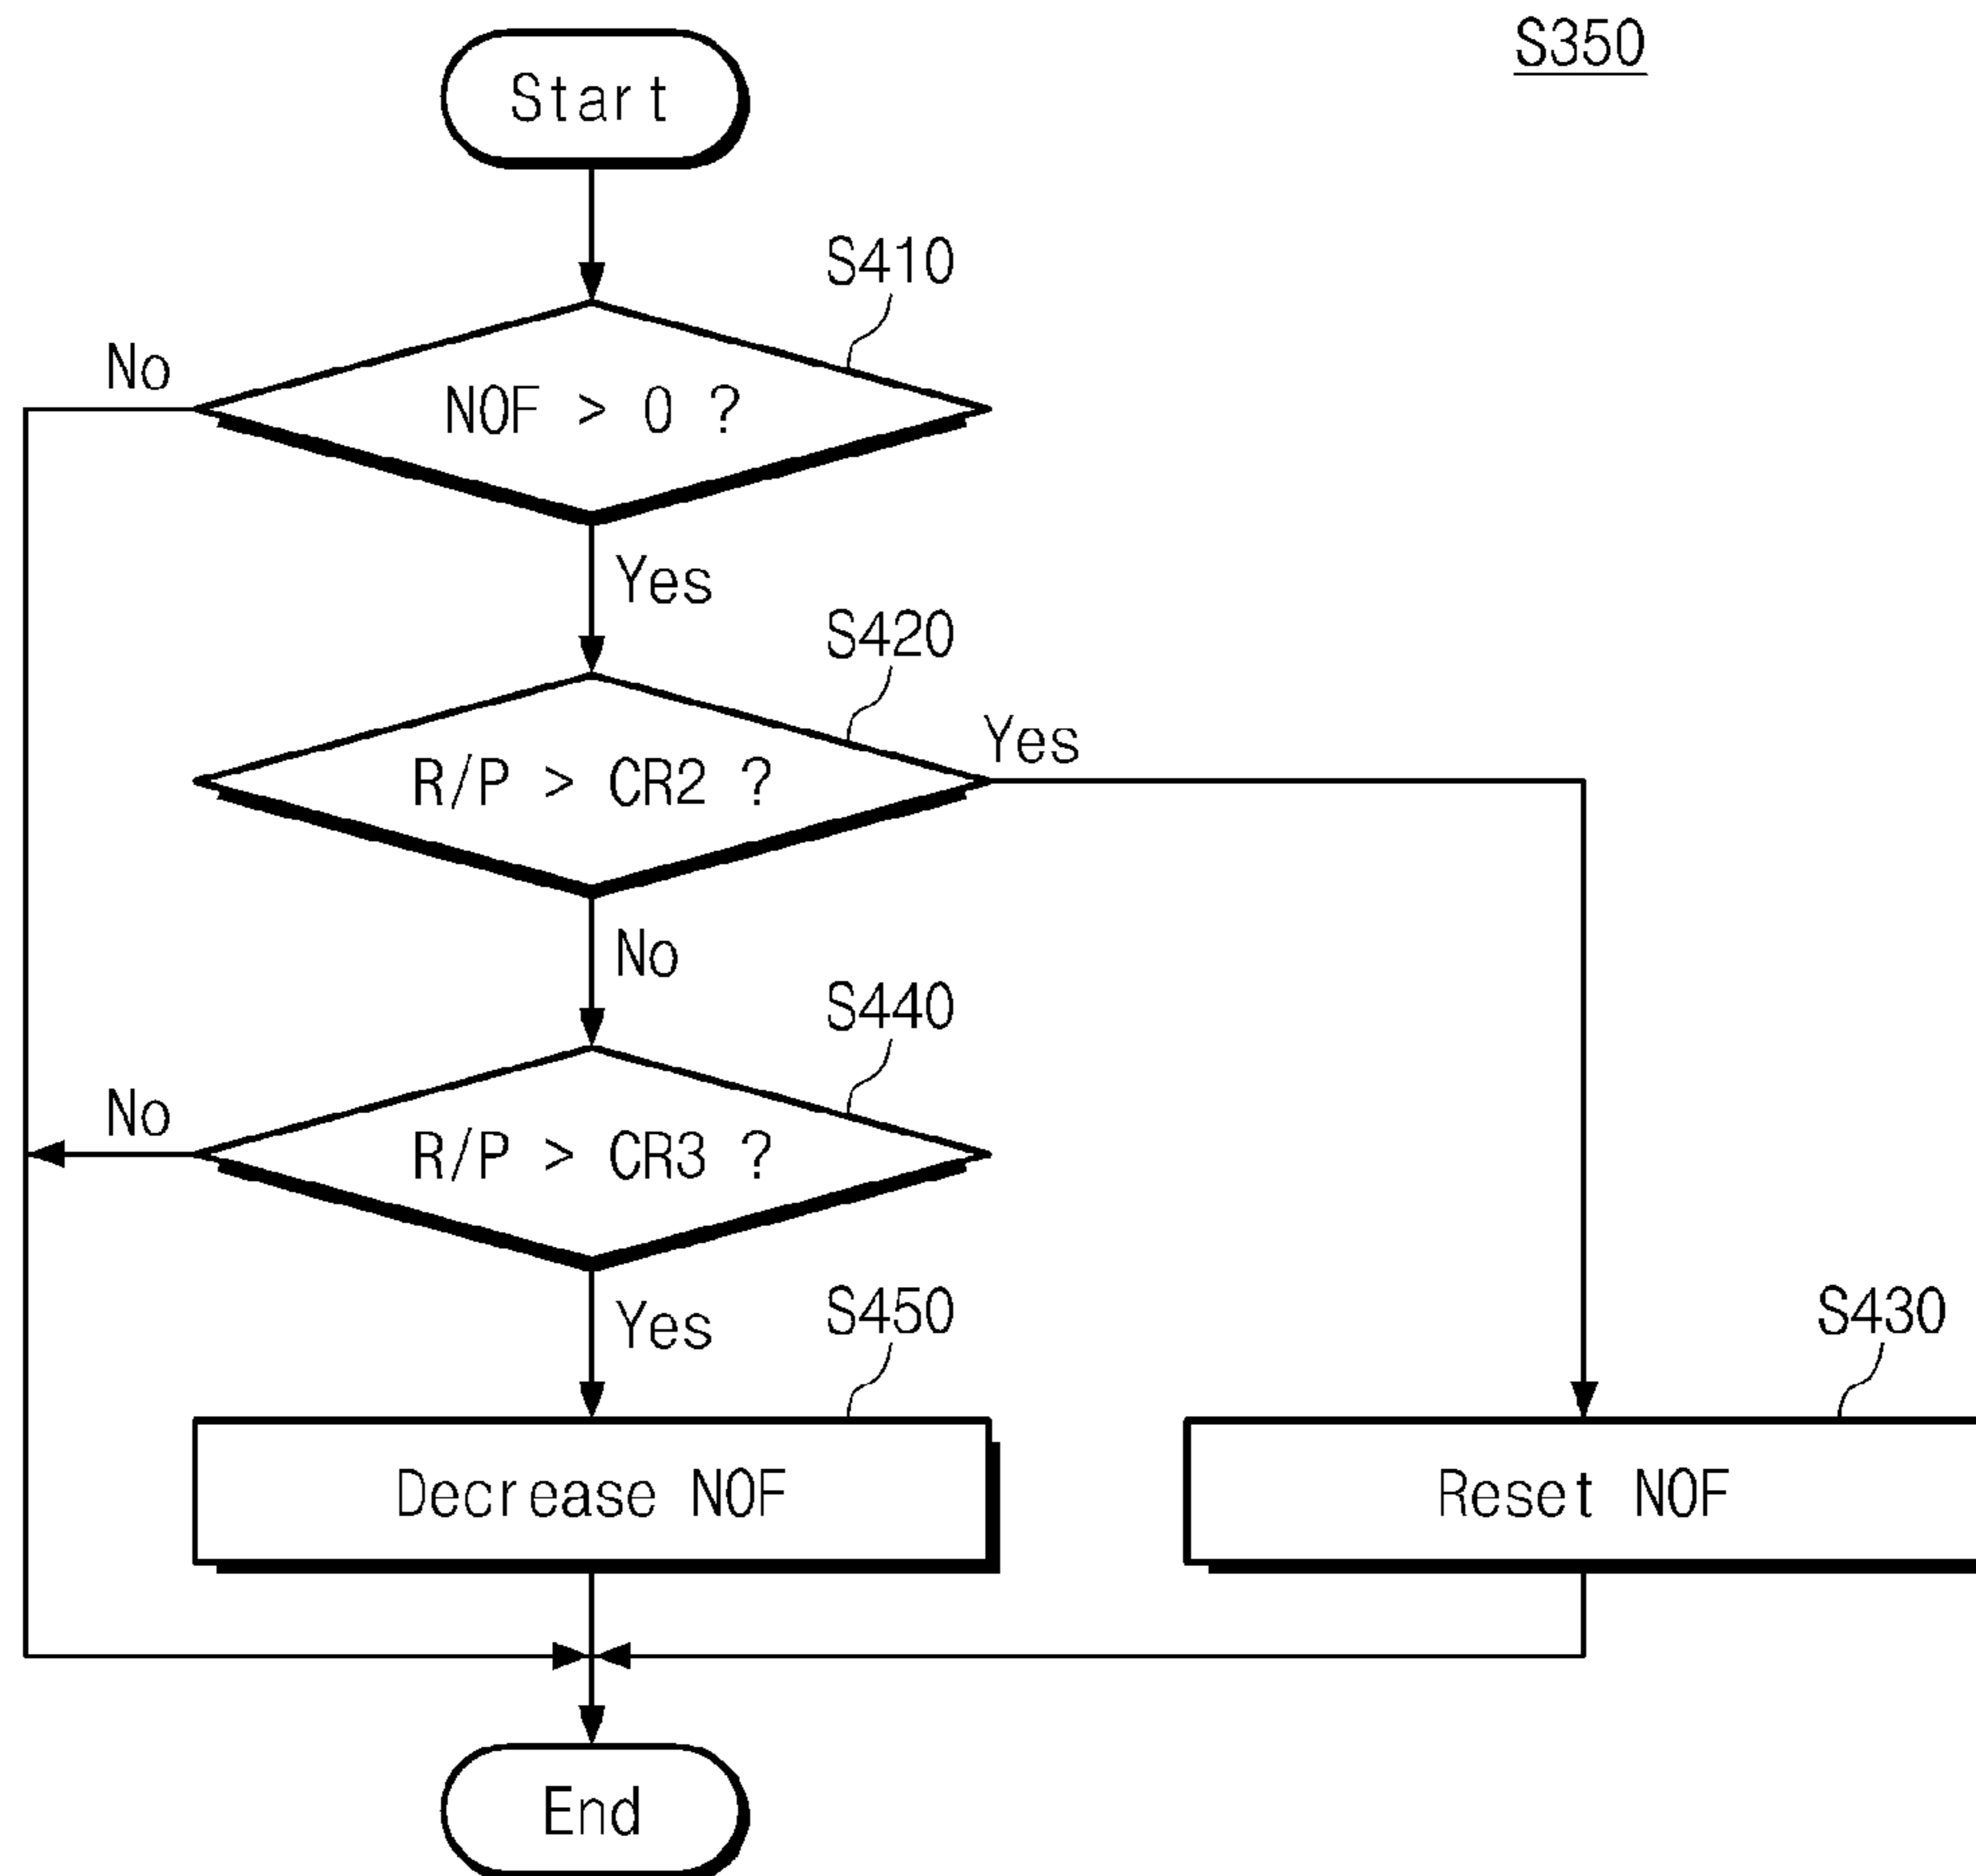 S350
Start
S410
No
NOF > 0 ?
Yes
S420
Yes
R/P > CR2 ?
No
S440
No
R/P > CR3 ?
Yes
S450
S430
Decrease NOF
Reset NOF
End